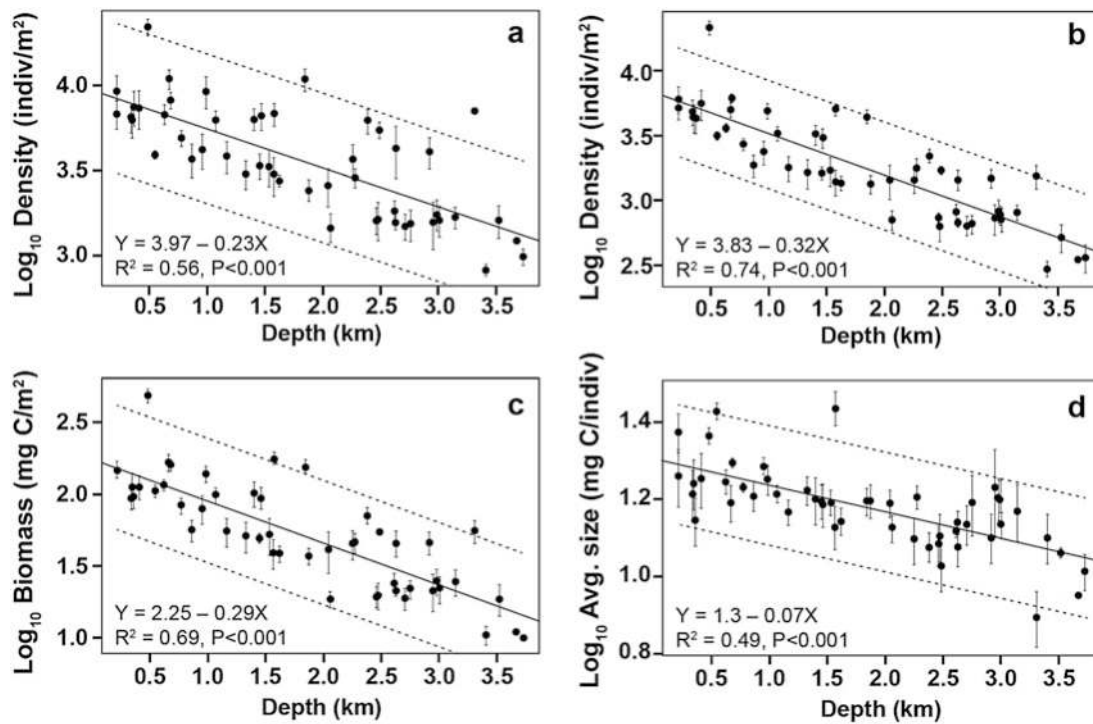 a
Log10 Density (indiv/m²)
4.0
3.5
3.0
Y = 3.97 – 0.23X
R² = 0.56, P<0.001
0.5 1.0 1.5 2.0 2.5 3.0 3.5
Depth (km)
b
Log10 Density (indiv/m²)
4.0
3.5
3.0
2.5
Y = 3.83 – 0.32X
R² = 0.74, P<0.001
0.5 1.0 1.5 2.0 2.5 3.0 3.5
Depth (km)
c
Log10 Biomass (mg C/m²)
2.5
2.0
1.5
1.0
Y = 2.25 – 0.29X
R² = 0.69, P<0.001
0.5 1.0 1.5 2.0 2.5 3.0 3.5
Depth (km)
d
Log10 Avg. size (mg C/indiv)
1.4
1.2
1.0
0.8
Y = 1.3 – 0.07X
R² = 0.49, P<0.001
0.5 1.0 1.5 2.0 2.5 3.0 3.5
Depth (km)